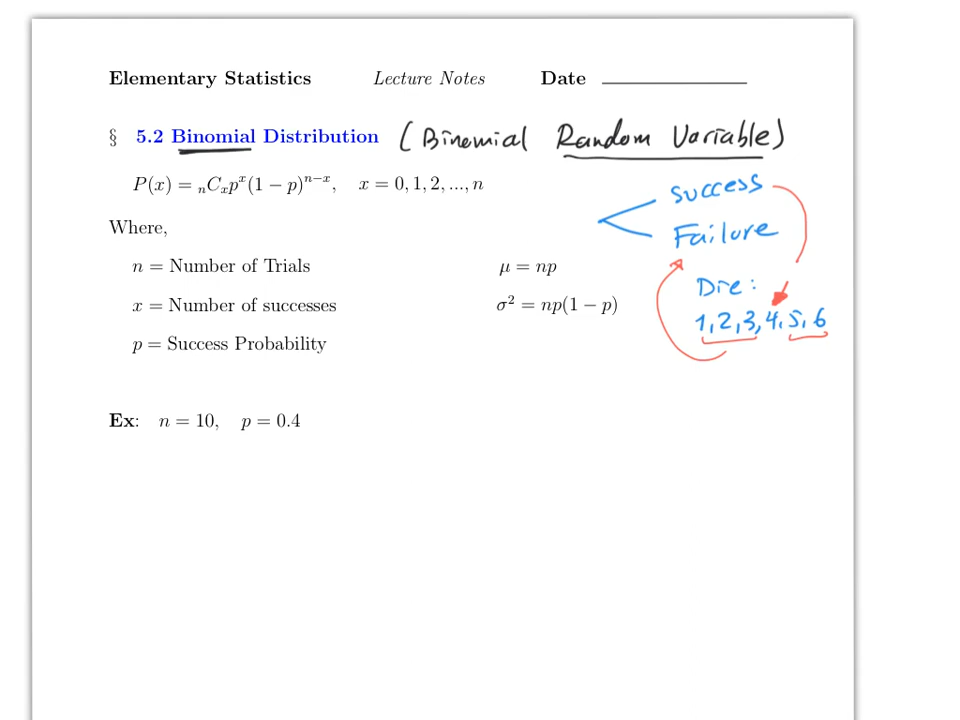 Elementary Statistics Lecture Notes Date
§ 5.2 Binomial Distribution (Binomial Random Variable)
P(x) = ₙCₓpˣ(1 − p)ⁿ⁻ˣ, x = 0, 1, 2, ..., n
Success
Failure
Where,
n = Number of Trials
μ = np
x = Number of successes
σ² = np(1 − p)
p = Success Probability
Die:
1, 2, 3, 4, 5, 6
Ex: n = 10, p = 0.4